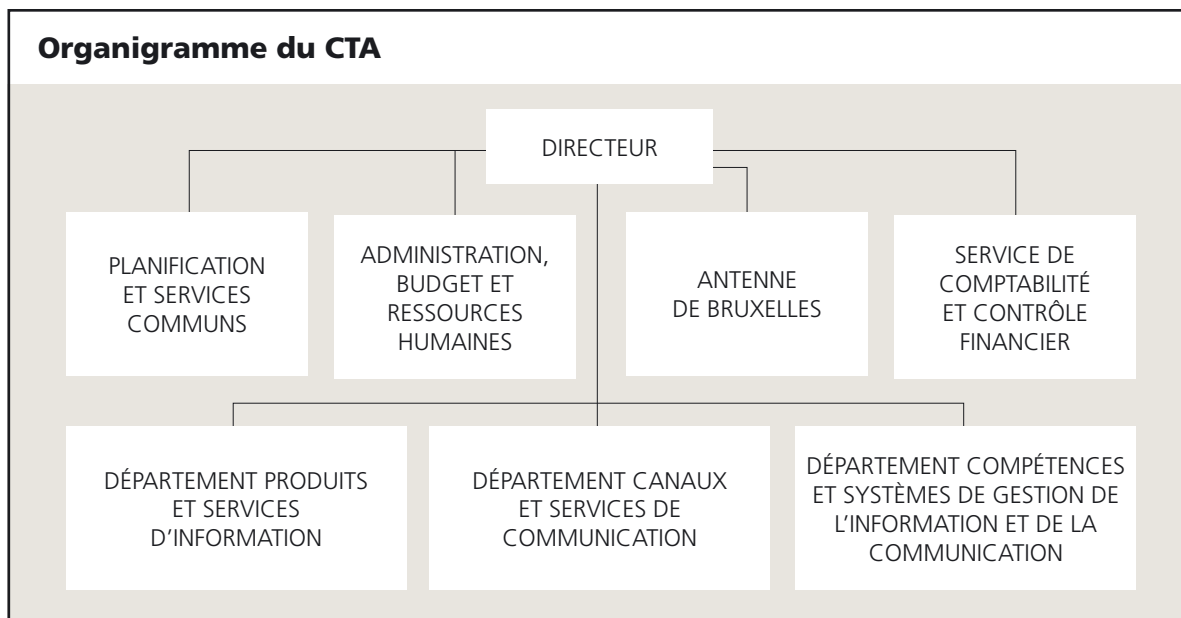 Organigramme du CTA
DIRECTEUR
PLANIFICATION
ET SERVICES
COMMUNS
ADMINISTRATION,
BUDGET ET
RESSOURCES
HUMAINES
ANTENNE
DE BRUXELLES
SERVICE DE
COMPTABILITÉ
ET CONTRÔLE
FINANCIER
DÉPARTEMENT PRODUITS
ET SERVICES
D’INFORMATION
DÉPARTEMENT CANAUX
ET SERVICES DE
COMMUNICATION
DÉPARTEMENT COMPÉTENCES
ET SYSTÈMES DE GESTION DE
L’INFORMATION ET DE LA
COMMUNICATION